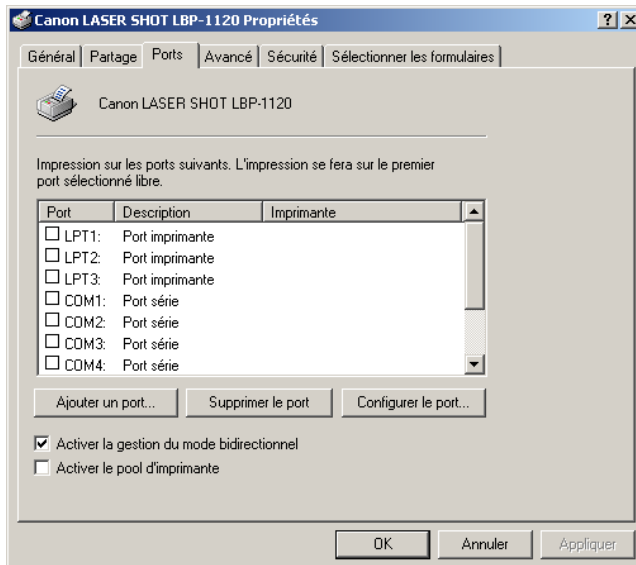 Canon LASER SHOT LBP-1120 Propriétés
Général Partage Ports Avancé Sécurité Sélectionner les formulaires
Canon LASER SHOT LBP-1120
Impression sur les ports suivants. L'impression se fera sur le premier
port sélectionné libre.
Port Description Imprimante
LPT1: Port imprimante
LPT2: Port imprimante
LPT3: Port imprimante
COM1: Port série
COM2: Port série
COM3: Port série
COM4: Port série
Ajouter un port... Supprimer le port Configurer le port...
Activer la gestion du mode bidirectionnel
Activer le pool d'imprimante
OK Annuler Appliquer